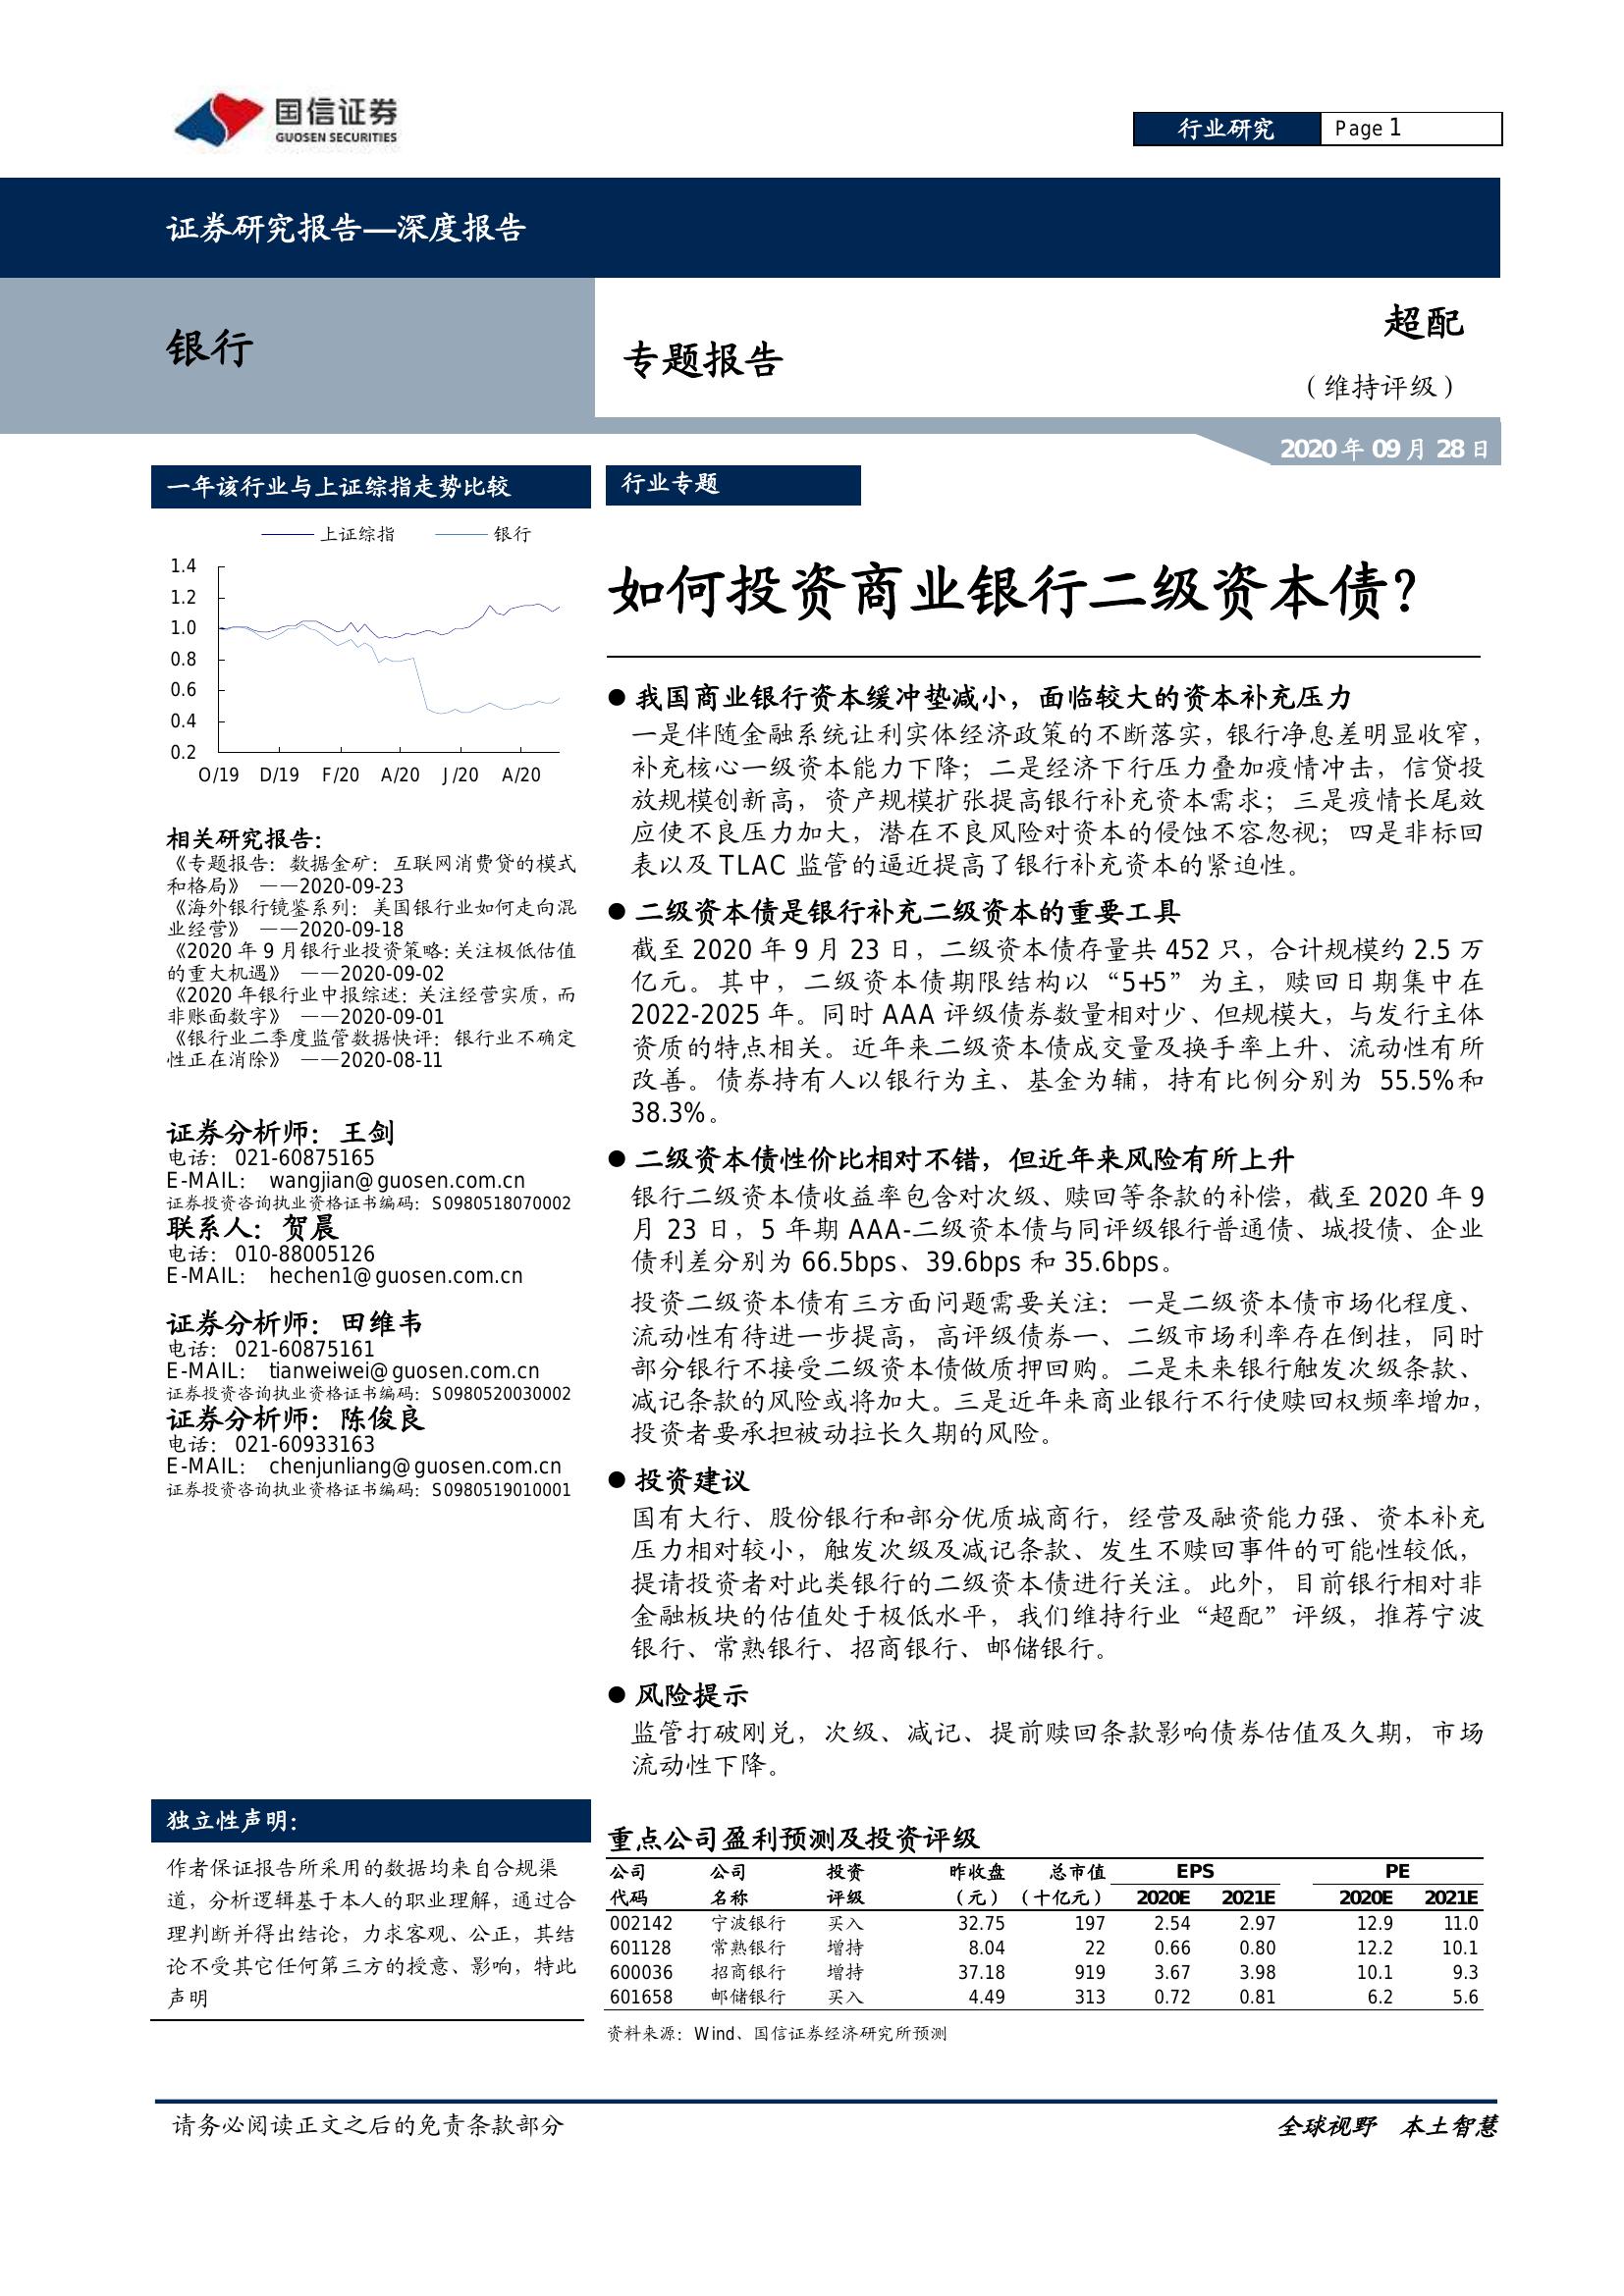 国信证券
GUOSEN SECURITIES
行业研究
Page 1
证券研究报告—深度报告
银行
专题报告
超配
（维持评级）
2020 年 09 月 28 日
一年该行业与上证综指走势比较
上证综指 银行
1.4
1.2
1.0
0.8
0.6
0.4
0.2
O/19 D/19 F/20 A/20 J/20 A/20
相关研究报告：
《专题报告：数据金矿：互联网消费贷的模式
和格局》 ——2020-09-23
《海外银行镜鉴系列：美国银行业如何走向混
业经营》 ——2020-09-18
《2020 年 9 月银行业投资策略：关注极低估值
的重大机遇》 ——2020-09-02
《2020 年银行业中报综述：关注经营实质，而
非账面数字》 ——2020-09-01
《银行业二季度监管数据快评：银行业不确定
性正在消除》 ——2020-08-11
证券分析师：王剑
电话： 021-60875165
E-MAIL： wangjian@guosen.com.cn
证券投资咨询执业资格证书编码：S0980518070002
联系人：贺晨
电话： 010-88005126
E-MAIL： hechen1@guosen.com.cn
证券分析师：田维韦
电话： 021-60875161
E-MAIL： tianweiwei@guosen.com.cn
证券投资咨询执业资格证书编码：S0980520030002
证券分析师：陈俊良
电话： 021-60933163
E-MAIL： chenjunliang@guosen.com.cn
证券投资咨询执业资格证书编码：S0980519010001
独立性声明：
作者保证报告所采用的数据均来自合规渠
道，分析逻辑基于本人的职业理解，通过合
理判断并得出结论，力求客观、公正，其结
论不受其它任何第三方的授意、影响，特此
声明
行业专题
如何投资商业银行二级资本债？
● 我国商业银行资本缓冲垫减小，面临较大的资本补充压力
一是伴随金融系统让利实体经济政策的不断落实，银行净息差明显收窄，
补充核心一级资本能力下降；二是经济下行压力叠加疫情冲击，信贷投
放规模创新高，资产规模扩张提高银行补充资本需求；三是疫情长尾效
应使不良压力加大，潜在不良风险对资本的侵蚀不容忽视；四是非标回
表以及 TLAC 监管的逼近提高了银行补充资本的紧迫性。
● 二级资本债是银行补充二级资本的重要工具
截至 2020 年 9 月 23 日，二级资本债存量共 452 只，合计规模约 2.5 万
亿元。其中，二级资本债期限结构以“5+5”为主，赎回日期集中在
2022-2025 年。同时 AAA 评级债券数量相对少、但规模大，与发行主体
资质的特点相关。近年来二级资本债成交量及换手率上升、流动性有所
改善。债券持有人以银行为主、基金为辅，持有比例分别为 55.5%和
38.3%。
● 二级资本债性价比相对不错，但近年来风险有所上升
银行二级资本债收益率包含对次级、赎回等条款的补偿，截至 2020 年 9
月 23 日，5 年期 AAA-二级资本债与同评级银行普通债、城投债、企业
债利差分别为 66.5bps、39.6bps 和 35.6bps。
投资二级资本债有三方面问题需要关注：一是二级资本债市场化程度、
流动性有待进一步提高，高评级债券一、二级市场利率存在倒挂，同时
部分银行不接受二级资本债做质押回购。二是未来银行触发次级条款、
减记条款的风险或将加大。三是近年来商业银行不行使赎回权频率增加，
投资者要承担被动拉长久期的风险。
● 投资建议
国有大行、股份银行和部分优质城商行，经营及融资能力强、资本补充
压力相对较小，触发次级及减记条款、发生不赎回事件的可能性较低，
提请投资者对此类银行的二级资本债进行关注。此外，目前银行相对非
金融板块的估值处于极低水平，我们维持行业“超配”评级，推荐宁波
银行、常熟银行、招商银行、邮储银行。
● 风险提示
监管打破刚兑，次级、减记、提前赎回条款影响债券估值及久期，市场
流动性下降。
重点公司盈利预测及投资评级
公司 公司 投资 昨收盘 总市值 EPS PE
代码 名称 评级 （元） （十亿元） 2020E 2021E 2020E 2021E
002142 宁波银行 买入 32.75 197 2.54 2.97 12.9 11.0
601128 常熟银行 增持 8.04 22 0.66 0.80 12.2 10.1
600036 招商银行 增持 37.18 919 3.67 3.98 10.1 9.3
601658 邮储银行 买入 4.49 313 0.72 0.81 6.2 5.6
资料来源：Wind、国信证券经济研究所预测
请务必阅读正文之后的免责条款部分
全球视野 本土智慧